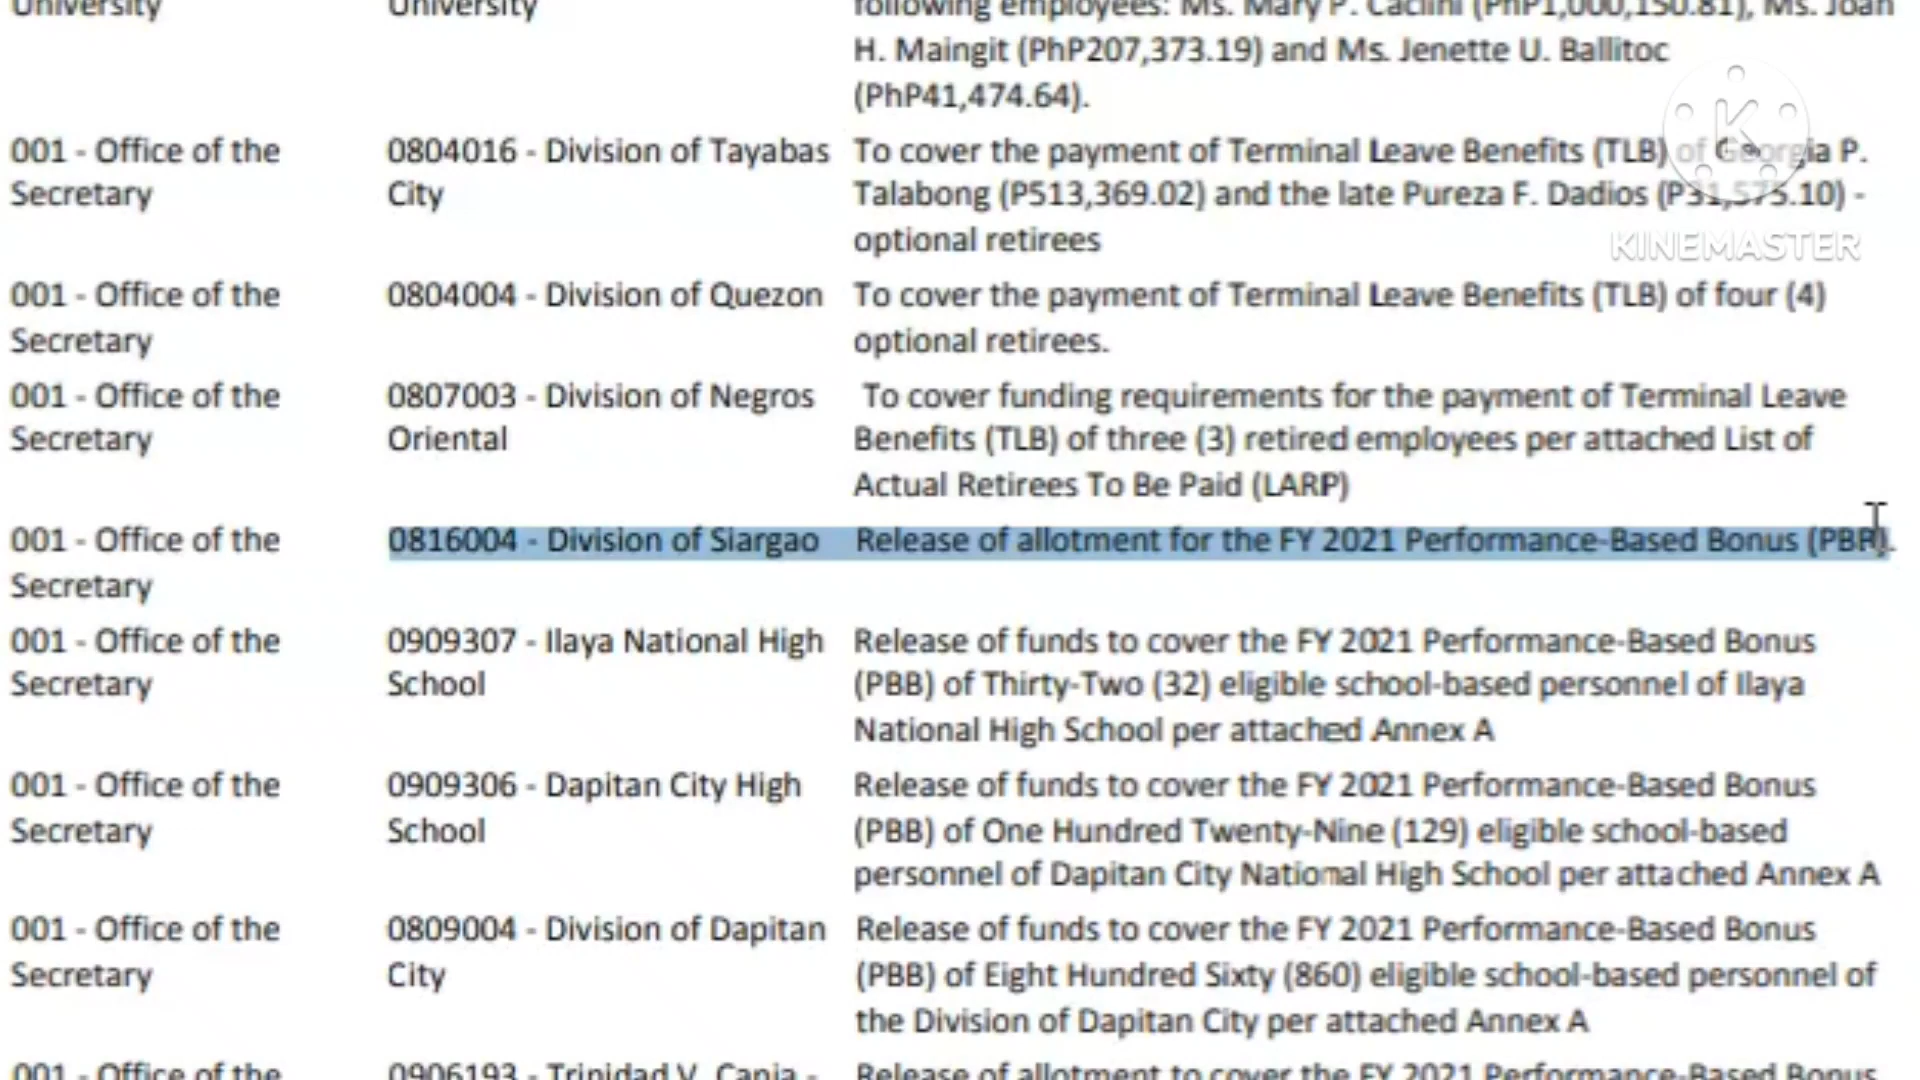 University University following employees: Ms. Mary P. Caclini (PhP1,000,150.81), Ms. Joan
H. Maingit (PhP207,373.19) and Ms. Jenette U. Ballitoc
(PhP41,474.64).
001 - Office of the 0804016 - Division of Tayabas To cover the payment of Terminal Leave Benefits (TLB) of Georgia P.
Secretary City Talabong (P513,369.02) and the late Pureza F. Dadios (P31,575.10) -
optional retirees
KINEMASTER
001 - Office of the 0804004 - Division of Quezon To cover the payment of Terminal Leave Benefits (TLB) of four (4)
Secretary optional retirees.
001 - Office of the 0807003 - Division of Negros To cover funding requirements for the payment of Terminal Leave
Secretary Oriental Benefits (TLB) of three (3) retired employees per attached List of
Actual Retirees To Be Paid (LARP)
001 - Office of the 0816004 - Division of Siargao Release of allotment for the FY 2021 Performance-Based Bonus (PBB).
Secretary
001 - Office of the 0909307 - Ilaya National High Release of funds to cover the FY 2021 Performance-Based Bonus
Secretary School (PBB) of Thirty-Two (32) eligible school-based personnel of Ilaya
National High School per attached Annex A
001 - Office of the 0909306 - Dapitan City High Release of funds to cover the FY 2021 Performance-Based Bonus
Secretary School (PBB) of One Hundred Twenty-Nine (129) eligible school-based
personnel of Dapitan City National High School per attached Annex A
001 - Office of the 0809004 - Division of Dapitan Release of funds to cover the FY 2021 Performance-Based Bonus
Secretary City (PBB) of Eight Hundred Sixty (860) eligible school-based personnel of
the Division of Dapitan City per attached Annex A
001 - Office of the 0906193 - Trinidad V. Canja - Release of allotment to cover the FY 2021 Performance-Based Bonus